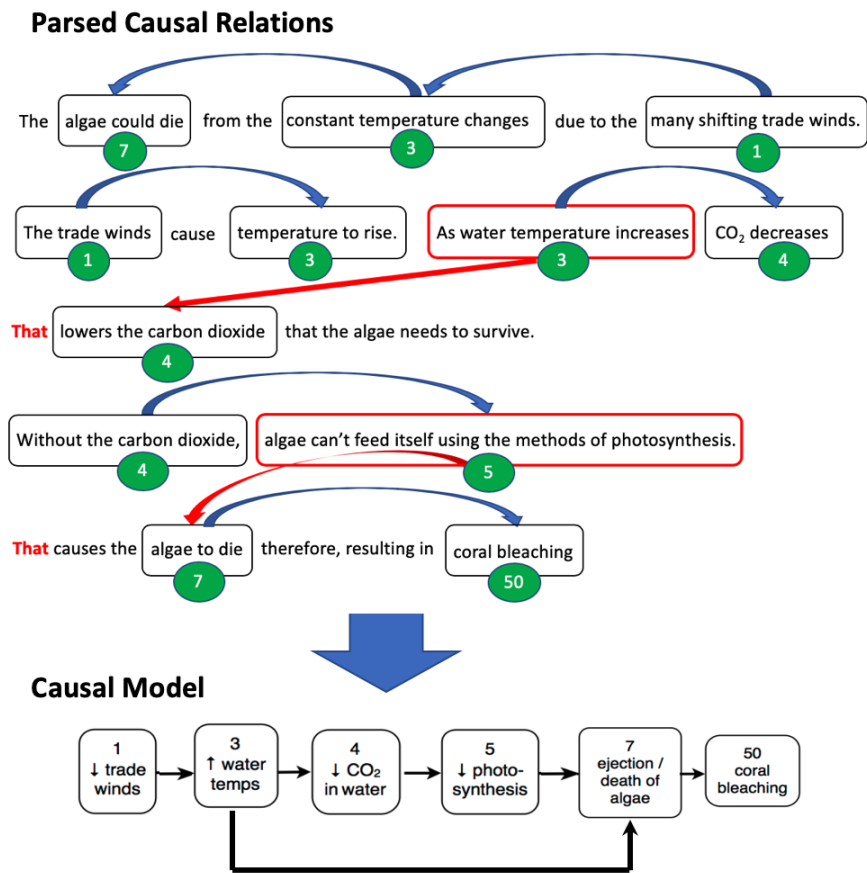 Parsed Causal Relations
The algae could die from the constant temperature changes due to the many shifting trade winds.
7 3 1
The trade winds cause temperature to rise. As water temperature increases CO₂ decreases
1 3 3 4
That lowers the carbon dioxide that the algae needs to survive.
4
Without the carbon dioxide, algae can't feed itself using the methods of photosynthesis.
4 5
That causes the algae to die therefore, resulting in coral bleaching
7 50
Causal Model
1
↓ trade
winds
3
↑ water
temps
4
↓ CO₂
in water
5
↓ photo-
synthesis
7
ejection /
death of
algae
50
coral
bleaching